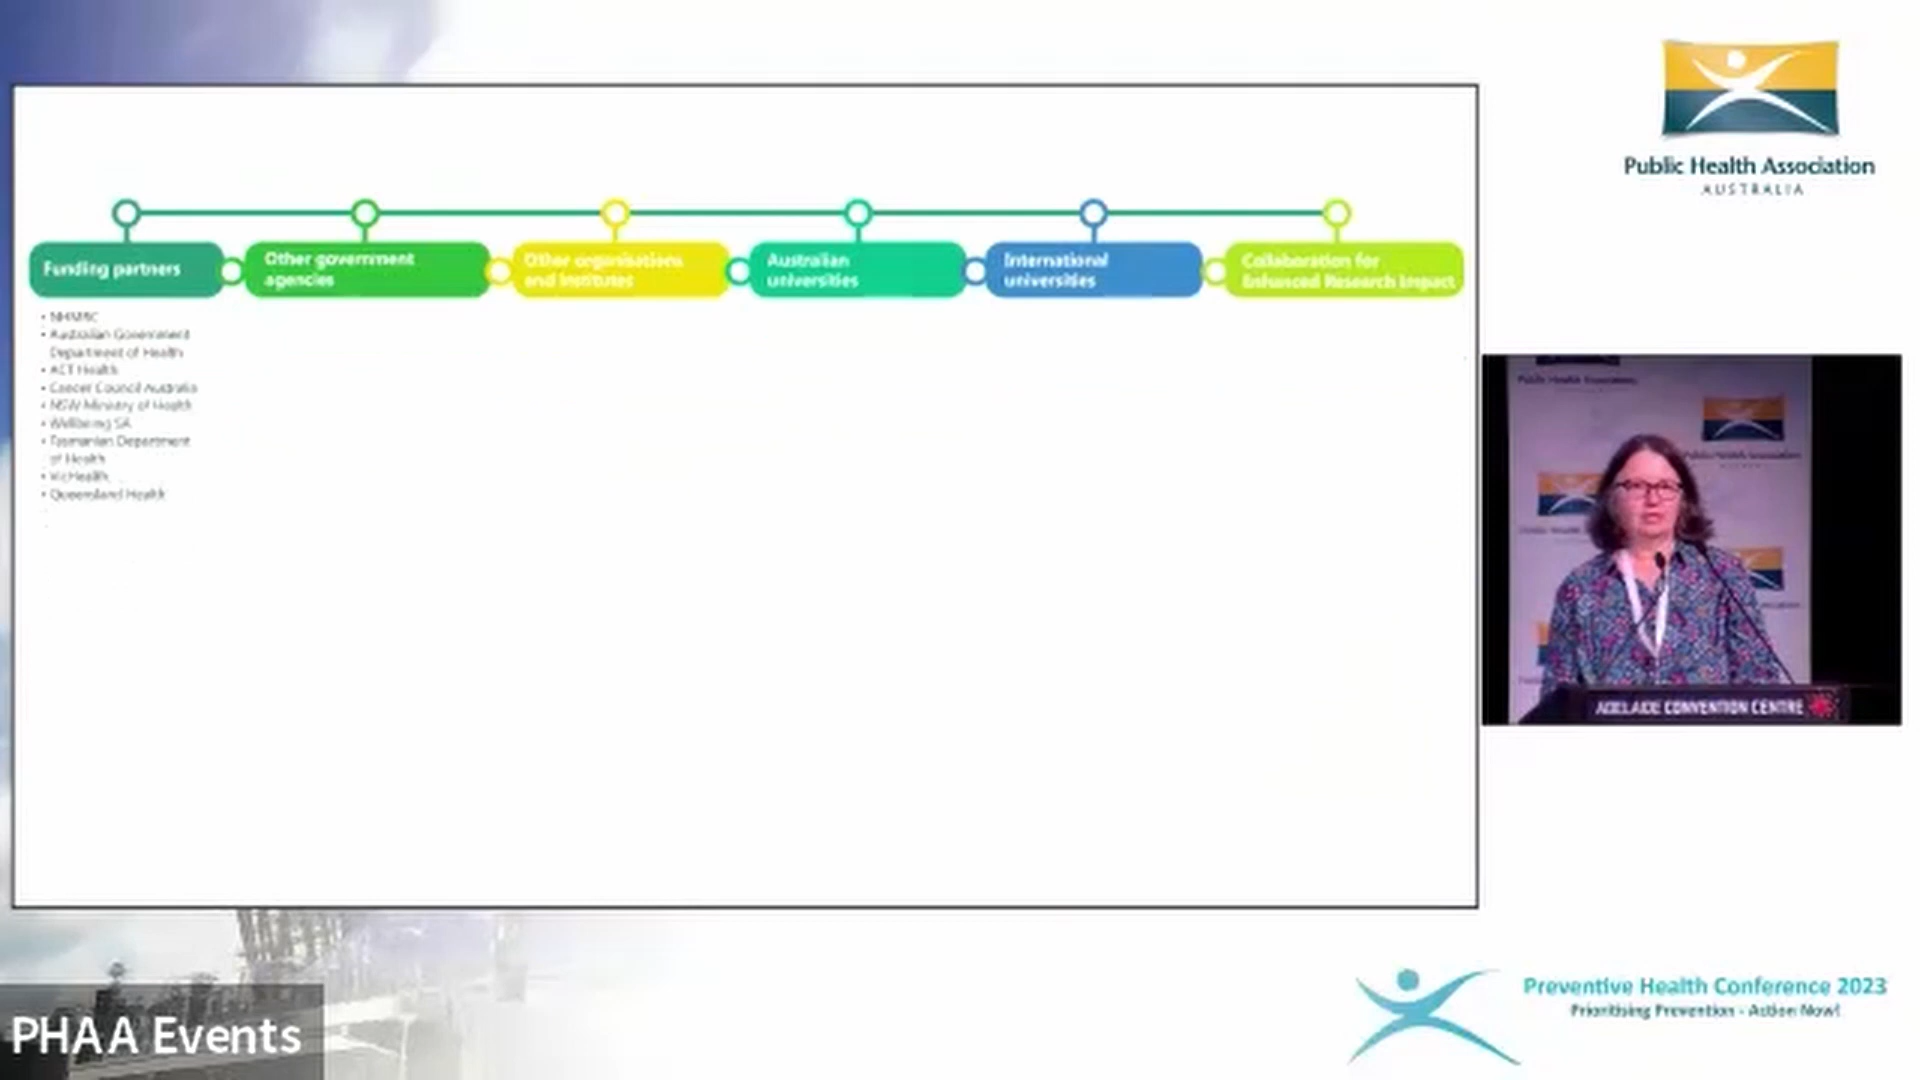 Public Health Association
AUSTRALIA
Funding partners
Other government
agencies
Other organisations
and institutes
Australian
universities
International
universities
Collaboration for
Enhanced Research Impact
• NHMRC
• Australian Government
Department of Health
• ACT Health
• Cancer Council Australia
• NSW Ministry of Health
• Wellbeing SA
• Tasmanian Department
of Health
• VicHealth
• Queensland Health
ADELAIDE CONVENTION CENTRE
Preventive Health Conference 2023
Prioritising Prevention - Action Now!
PHAA Events